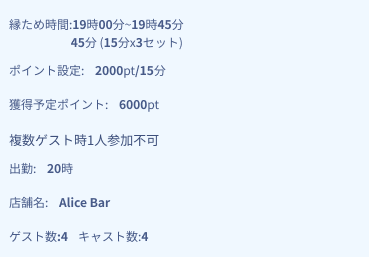 縁ため時間:19時00分~19時45分
45分 (15分x3セット)
ポイント設定: 2000pt/15分
獲得予定ポイント: 6000pt
複数ゲスト時1人参加不可
出勤: 20時
店舗名: Alice Bar
ゲスト数:4 キャスト数:4